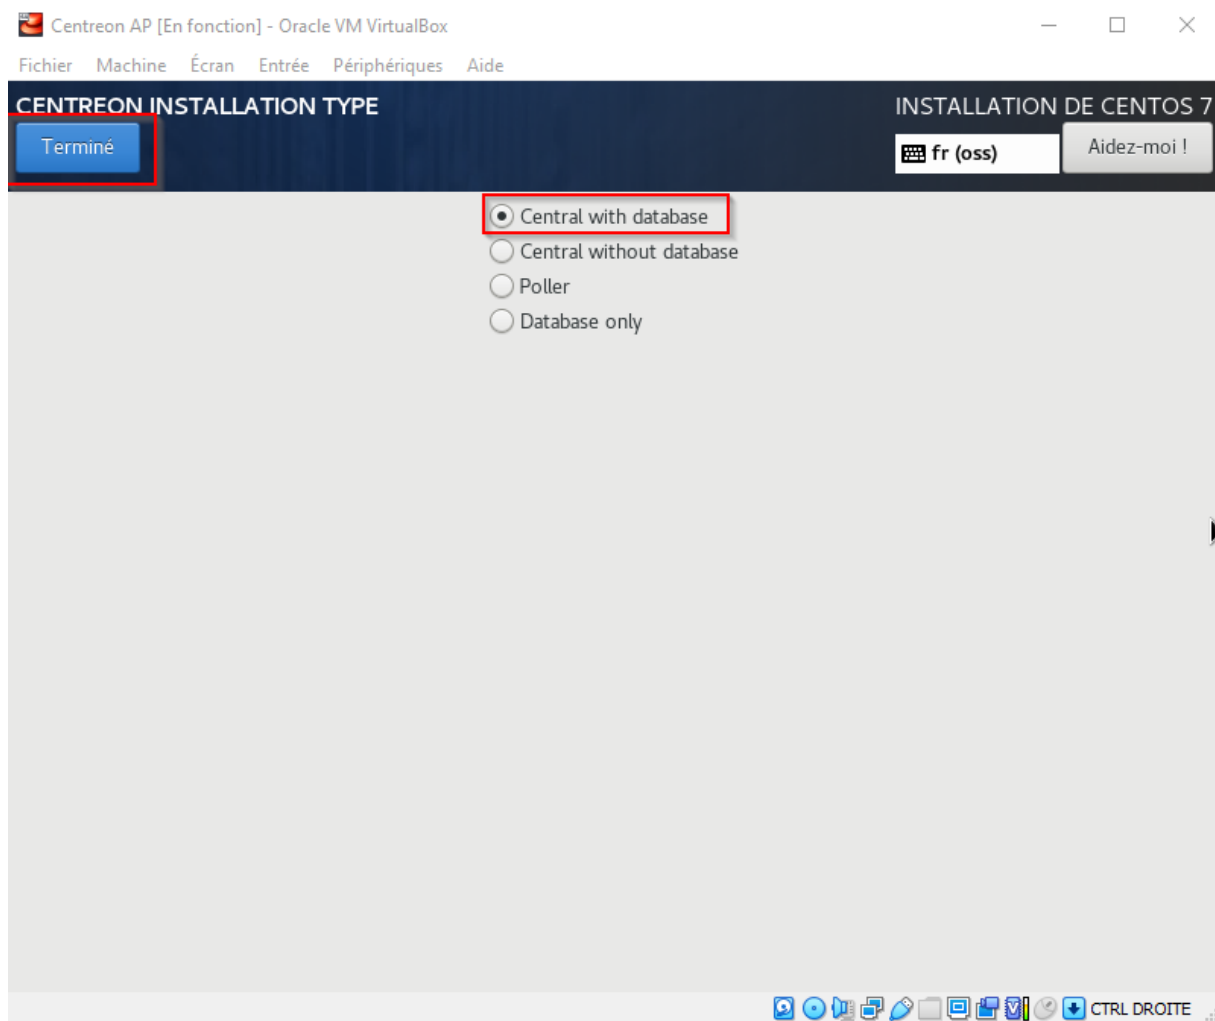 Centreon AP [En fonction] - Oracle VM VirtualBox
Fichier Machine Écran Entrée Périphériques Aide
CENTREON INSTALLATION TYPE
INSTALLATION DE CENTOS 7
Terminé
fr (oss)
Aidez-moi !
Central with database
Central without database
Poller
Database only
CTRL DROITE